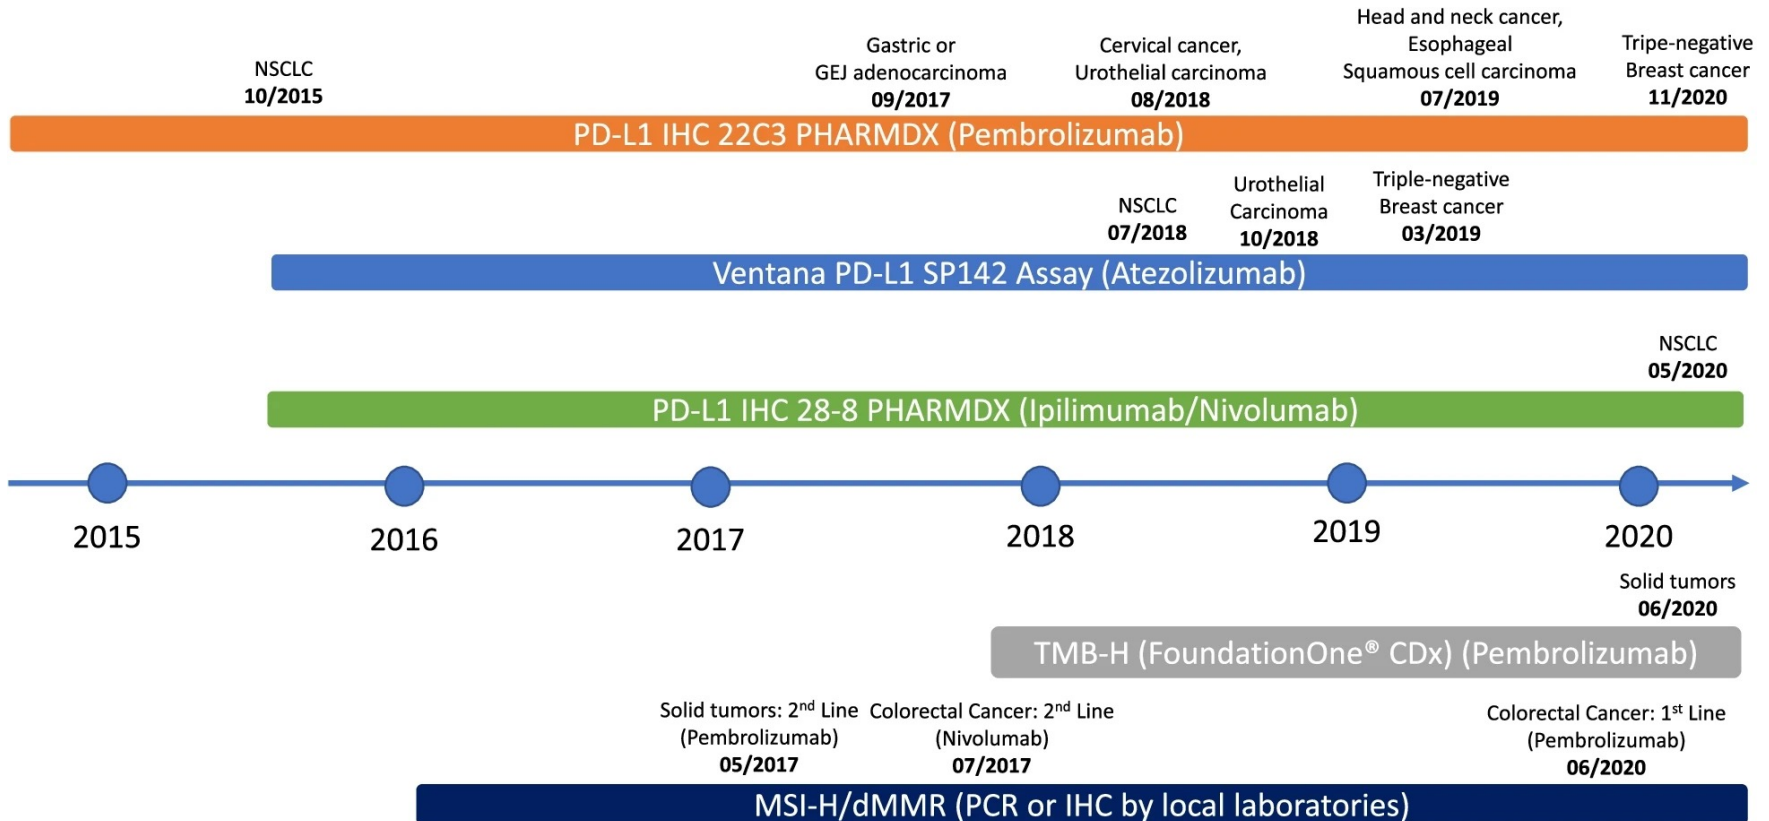 NSCLC
10/2015
Gastric or
GEJ adenocarcinoma
09/2017
Cervical cancer,
Urothelial carcinoma
08/2018
Head and neck cancer,
Esophageal
Squamous cell carcinoma
07/2019
Tripe-negative
Breast cancer
11/2020
PD-L1 IHC 22C3 PHARMDX (Pembrolizumab)
NSCLC
07/2018
Urothelial
Carcinoma
10/2018
Triple-negative
Breast cancer
03/2019
Ventana PD-L1 SP142 Assay (Atezolizumab)
NSCLC
05/2020
PD-L1 IHC 28-8 PHARMDX (Ipilimumab/Nivolumab)
2015
2016
2017
2018
2019
2020
Solid tumors
06/2020
TMB-H (FoundationOne® CDx) (Pembrolizumab)
Solid tumors: 2nd Line
(Pembrolizumab)
05/2017
Colorectal Cancer: 2nd Line
(Nivolumab)
07/2017
Colorectal Cancer: 1st Line
(Pembrolizumab)
06/2020
MSI-H/dMMR (PCR or IHC by local laboratories)